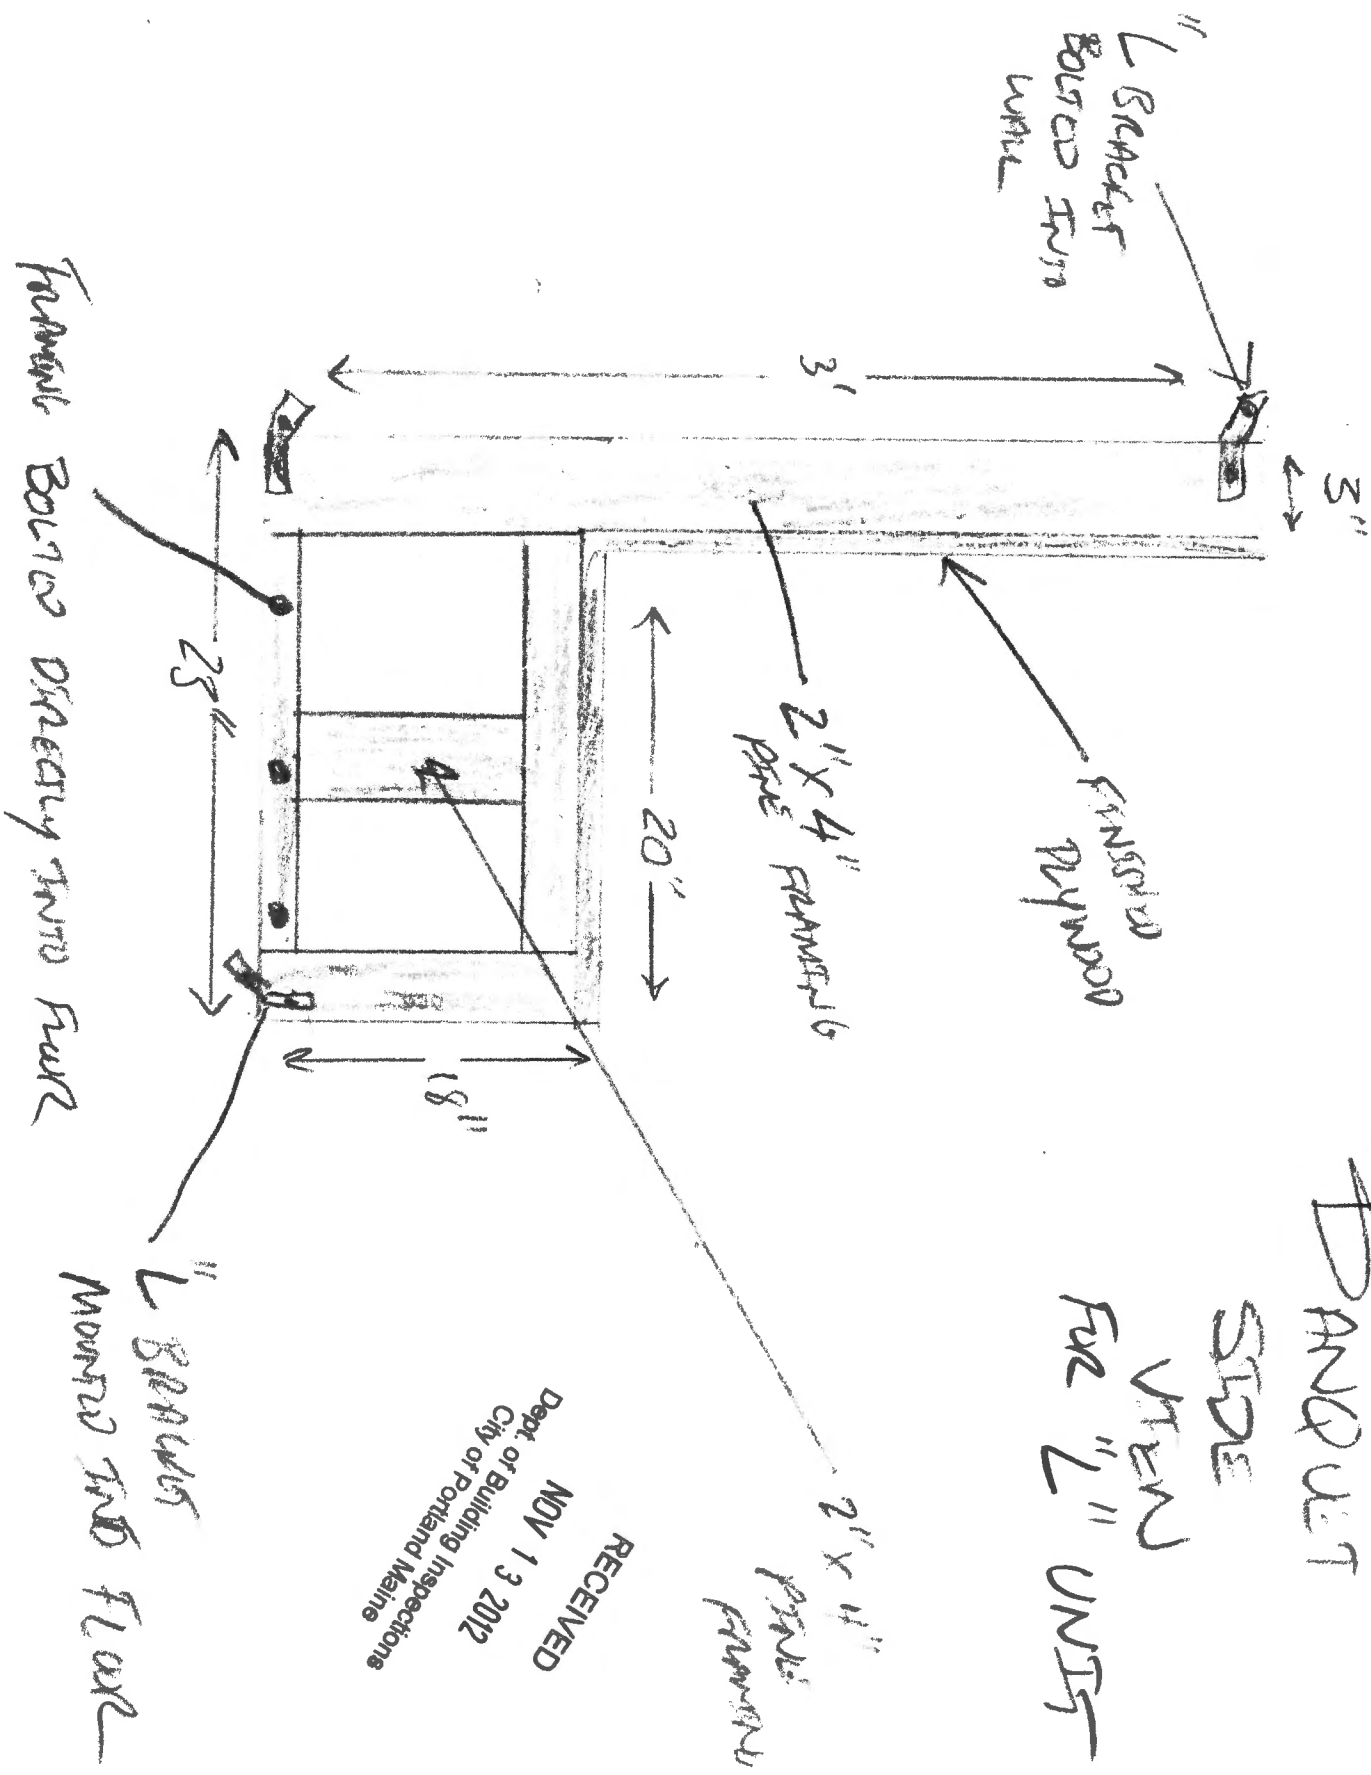 BANQUET
SIDE
VIEW
FOR "L" UNIT
3"
"L BRACKET
BOLTED INTO
WALL
3'
FINISHED
PLYWOOD
2"X4"
PINE FRAMING
20"
28"
18"
2"X4"
PINE
FRAMING
"L BRACKET
MOUNTED INTO FLOOR
FRAMING BOLTED DIRECTLY INTO FLOOR
RECEIVED
NOV 13 2012
Dept. of Building Inspections
City of Portland Maine